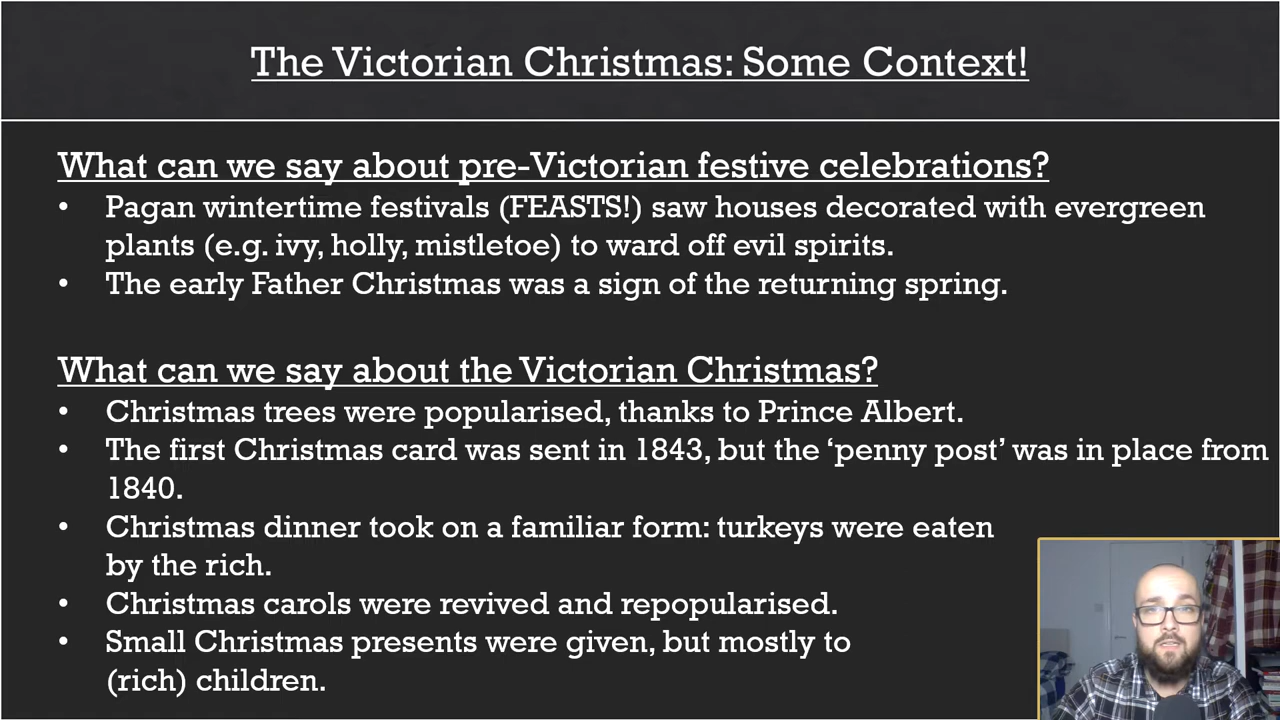 The Victorian Christmas: Some Context!
What can we say about pre-Victorian festive celebrations?
• Pagan wintertime festivals (FEASTS!) saw houses decorated with evergreen
plants (e.g. ivy, holly, mistletoe) to ward off evil spirits.
• The early Father Christmas was a sign of the returning spring.
What can we say about the Victorian Christmas?
• Christmas trees were popularised, thanks to Prince Albert.
• The first Christmas card was sent in 1843, but the ‘penny post’ was in place from
1840.
• Christmas dinner took on a familiar form: turkeys were eaten
by the rich.
• Christmas carols were revived and repopularised.
• Small Christmas presents were given, but mostly to
(rich) children.